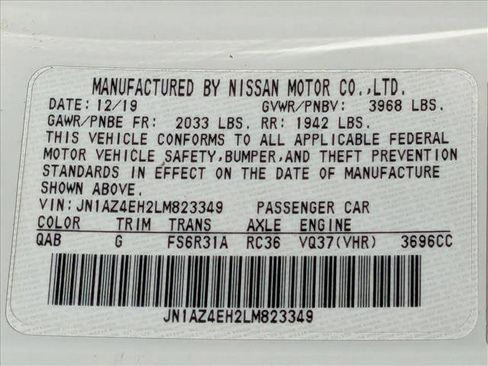 MANUFACTURED BY NISSAN MOTOR CO.,LTD.
DATE: 12/19 GVWR/PNBV: 3968 LBS.
GAWR/PNBE FR: 2033 LBS. RR: 1942 LBS.
THIS VEHICLE CONFORMS TO ALL APPLICABLE FEDERAL
MOTOR VEHICLE SAFETY, BUMPER, AND THEFT PREVENTION
STANDARDS IN EFFECT ON THE DATE OF MANUFACTURE
SHOWN ABOVE.
VIN: JN1AZ4EH2LM823349 PASSENGER CAR
COLOR TRIM TRANS AXLE ENGINE
QAB G FS6R31A RC36 VQ37(VHR) 3696CC
JN1AZ4EH2LM823349